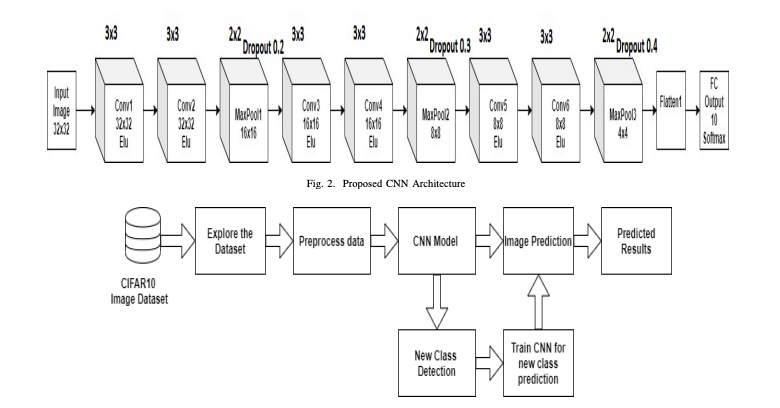 3x3 3x3 2x2 Dropout 0.2 3x3 3x3 2x2 Dropout 0.3 3x3 3x3 2x2 Dropout 0.4
Input
Image
32x32
Conv1
32x32
Elu
Conv2
32x32
Elu
MaxPool1
16x16
Conv3
16x16
Elu
Conv4
16x16
Elu
MaxPool2
8x8
Conv5
8x8
Elu
Conv6
8x8
Elu
MaxPool3
4x4
Flatten1
FC
Output
10
Softmax
Fig. 2. Proposed CNN Architecture
CIFAR10
Image Dataset
Explore the
Dataset
Preprocess data
CNN Model
Image Prediction
Predicted
Results
New Class
Detection
Train CNN for
new class
prediction